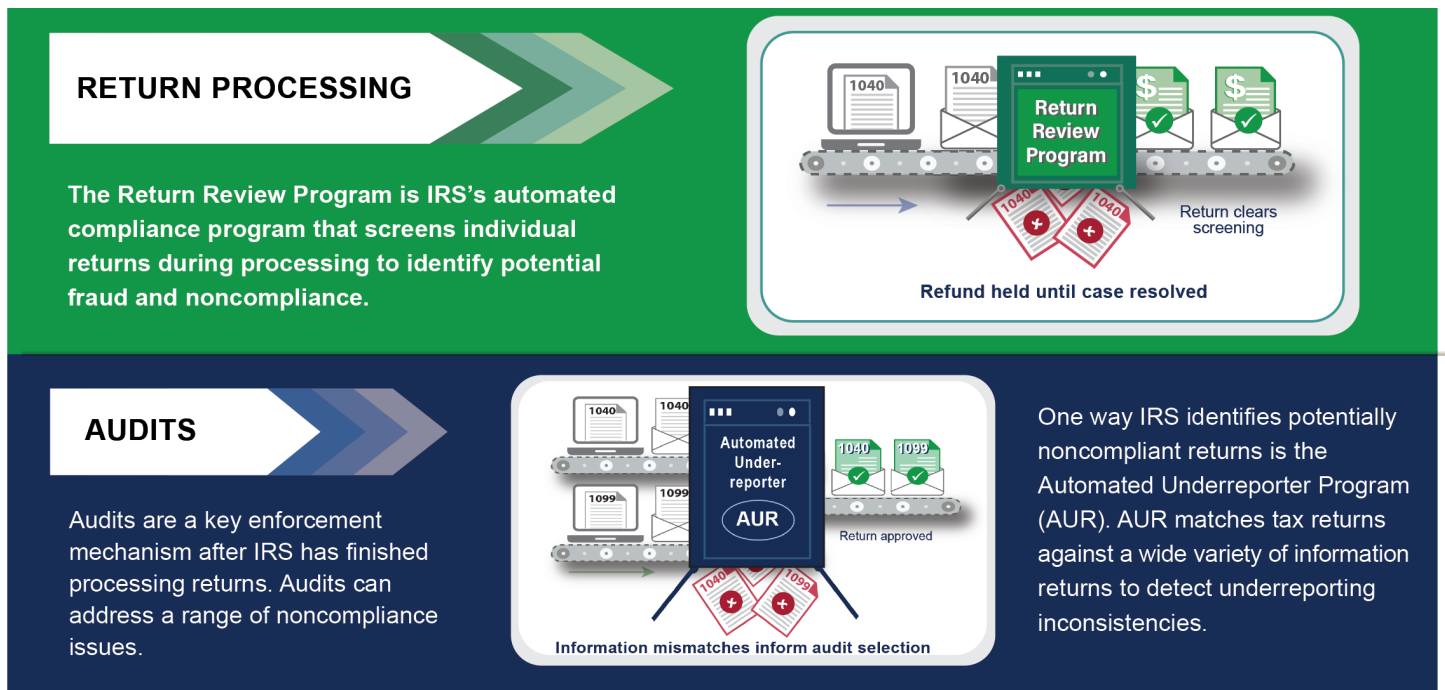 RETURN PROCESSING
The Return Review Program is IRS's automated
compliance program that screens individual
returns during processing to identify potential
fraud and noncompliance.
1040
1040
Return
Review
Program
$
$
1040
1040
Return clears
screening
Refund held until case resolved
AUDITS
Audits are a key enforcement
mechanism after IRS has finished
processing returns. Audits can
address a range of noncompliance
issues.
1040
1040
1099
1099
Automated
Under-
reporter
AUR
1040
1099
Return approved
1040
1099
Information mismatches inform audit selection
One way IRS identifies potentially
noncompliant returns is the
Automated Underreporter Program
(AUR). AUR matches tax returns
against a wide variety of information
returns to detect underreporting
inconsistencies.